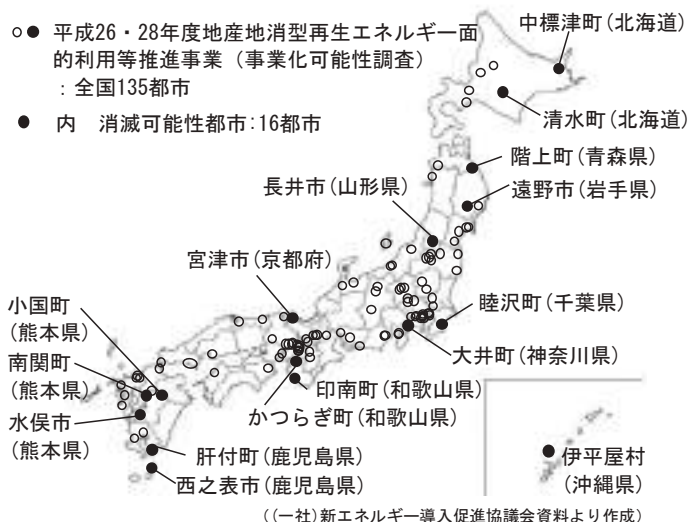 ○● 平成26・28年度地産地消型再生エネルギー面
的利用等推進事業（事業化可能性調査）
：全国135都市
● 内　消滅可能性都市:16都市
中標津町(北海道)
清水町(北海道)
階上町(青森県)
遠野市(岩手県)
長井市(山形県)
宮津市(京都府)
睦沢町(千葉県)
大井町(神奈川県)
小国町
(熊本県)
南関町
(熊本県)
水俣市
(熊本県)
印南町(和歌山県)
かつらぎ町(和歌山県)
肝付町(鹿児島県)
西之表市(鹿児島県)
伊平屋村
(沖縄県)
((一社)新エネルギー導入促進協議会資料より作成)